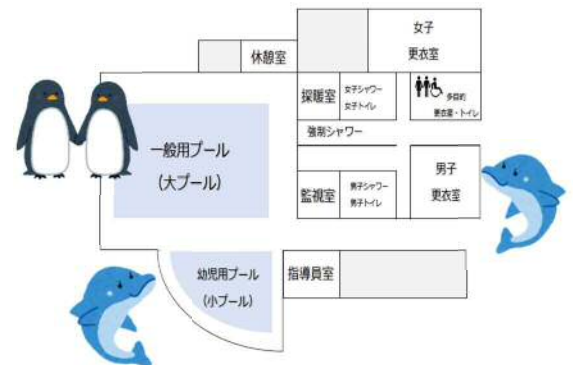 女子
更衣室
休憩室
採暖室
女子シャワー
女子トイレ
多目的
更衣室・トイレ
強制シャワー
一般用プール
(大プール)
監視室
男子シャワー
男子トイレ
男子
更衣室
幼児用プール
(小プール)
指導員室